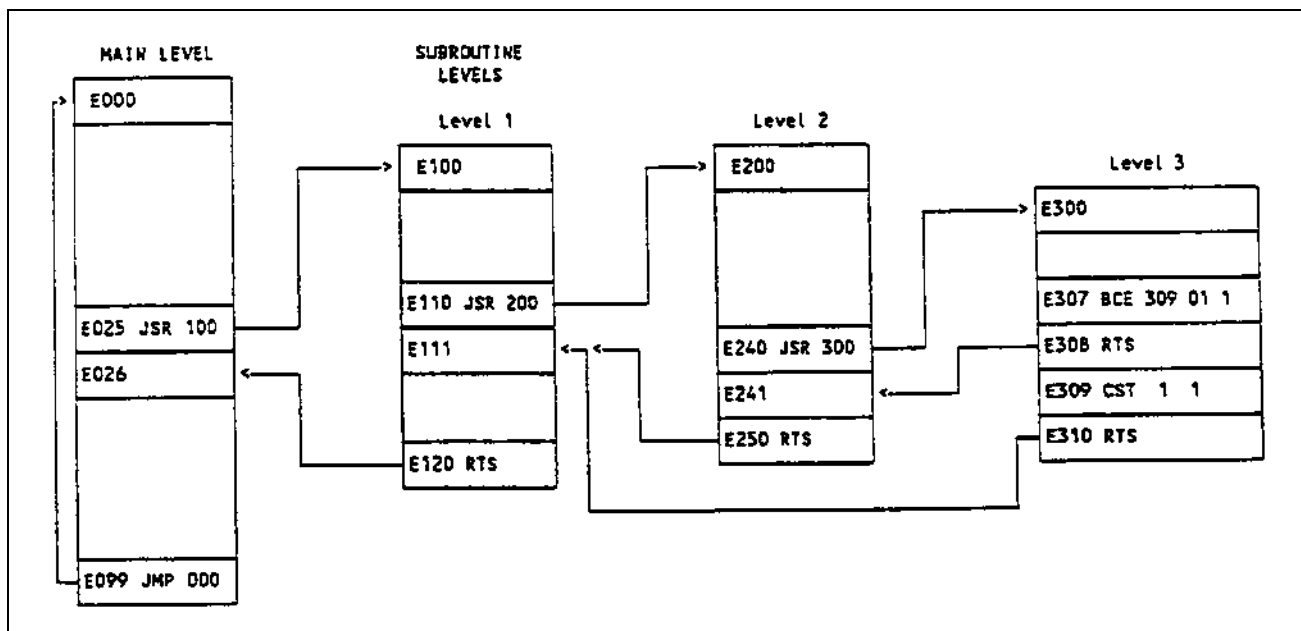 MAIN LEVEL
E000
E025 JSR 100
E026
E099 JMP 000
SUBROUTINE
LEVELS
Level 1
E100
E110 JSR 200
E111
E120 RTS
Level 2
E200
E240 JSR 300
E241
E250 RTS
Level 3
E300
E307 BCE 309 01 1
E308 RTS
E309 CST 1 1
E310 RTS